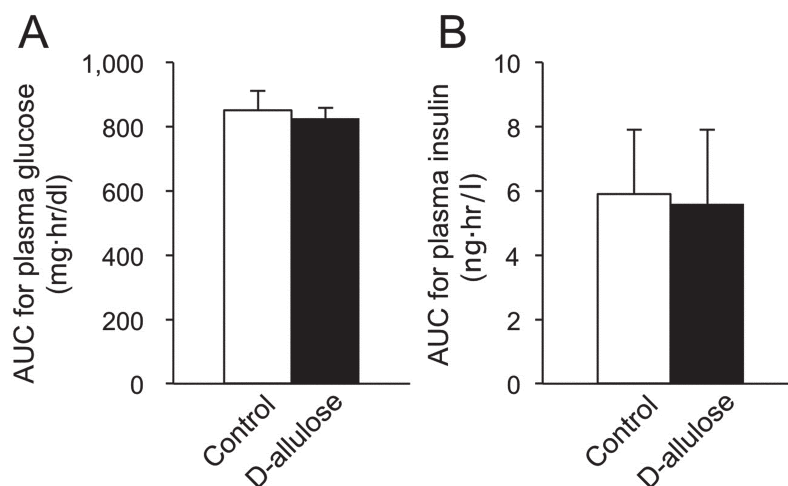 A
AUC for plasma glucose
(mg·hr/dl)
1,000
800
600
400
200
0
Control
D-allulose
B
AUC for plasma insulin
(ng·hr/l)
10
8
6
4
2
0
Control
D-allulose